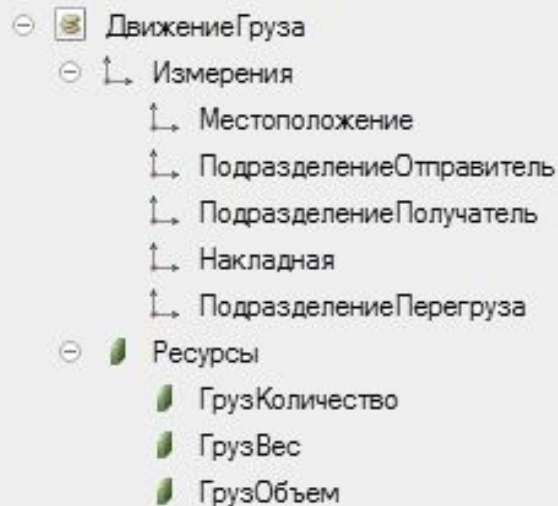 ДвижениеГруза
Измерения
Местоположение
ПодразделениеОтправитель
ПодразделениеПолучатель
Накладная
ПодразделениеПерегруза
Ресурсы
ГрузКоличество
ГрузВес
ГрузОбъем